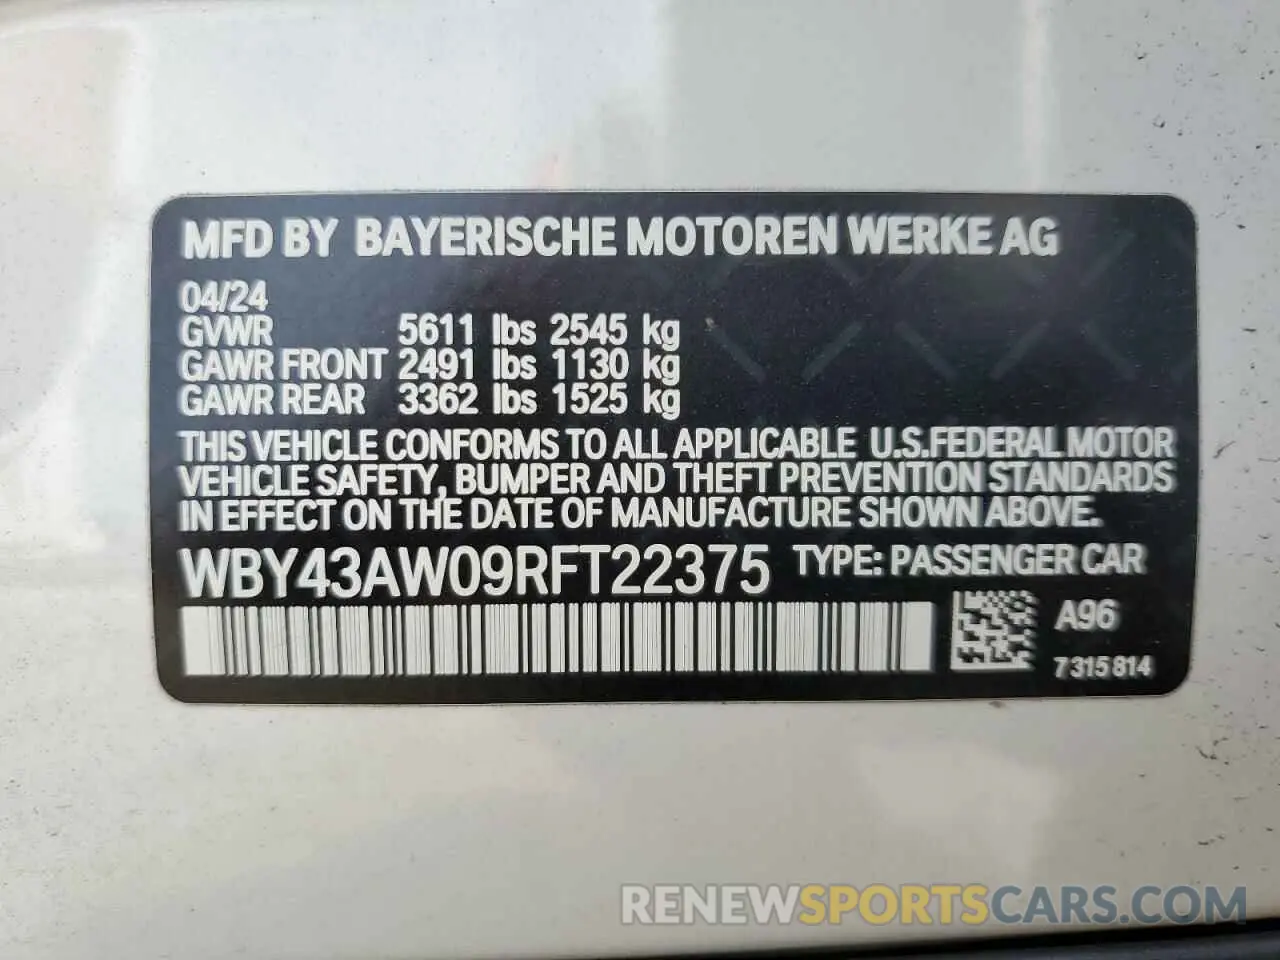 MFD BY BAYERISCHE MOTOREN WERKE AG
04/24
GVWR 5611 lbs 2545 kg
GAWR FRONT 2491 lbs 1130 kg
GAWR REAR 3362 lbs 1525 kg
THIS VEHICLE CONFORMS TO ALL APPLICABLE U.S.FEDERAL MOTOR
VEHICLE SAFETY, BUMPER AND THEFT PREVENTION STANDARDS
IN EFFECT ON THE DATE OF MANUFACTURE SHOWN ABOVE.
WBY43AW09RFT22375 TYPE: PASSENGER CAR
A96
7 315 814
RENEWSPORTSCARS.COM